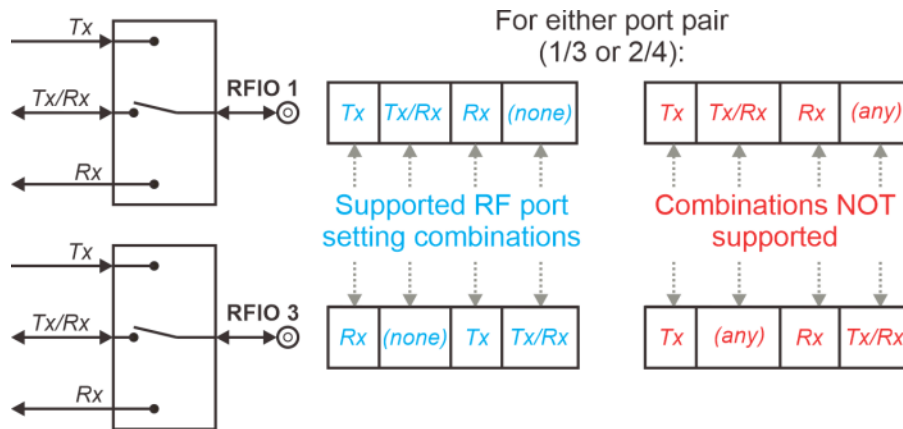 For either port pair
(1/3 or 2/4):
Tx
Tx/Rx
RFIO 1
Rx
Tx Tx/Rx Rx (none)
Tx Tx/Rx Rx (any)
Supported RF port
setting combinations
Combinations NOT
supported
Tx
Tx/Rx
RFIO 3
Rx
Rx (none) Tx Tx/Rx
Tx (any) Rx Tx/Rx